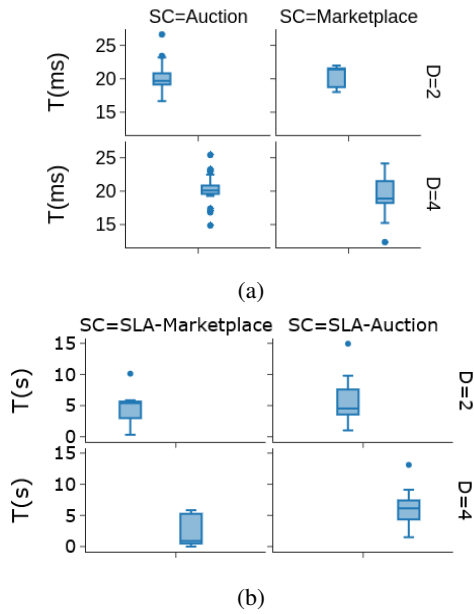 SC=Auction SC=Marketplace
25
20
15
T(ms)
D=2
25
20
15
T(ms)
D=4
(a)
SC=SLA-Marketplace SC=SLA-Auction
15
10
5
0
T(s)
D=2
15
10
5
0
T(s)
D=4
(b)